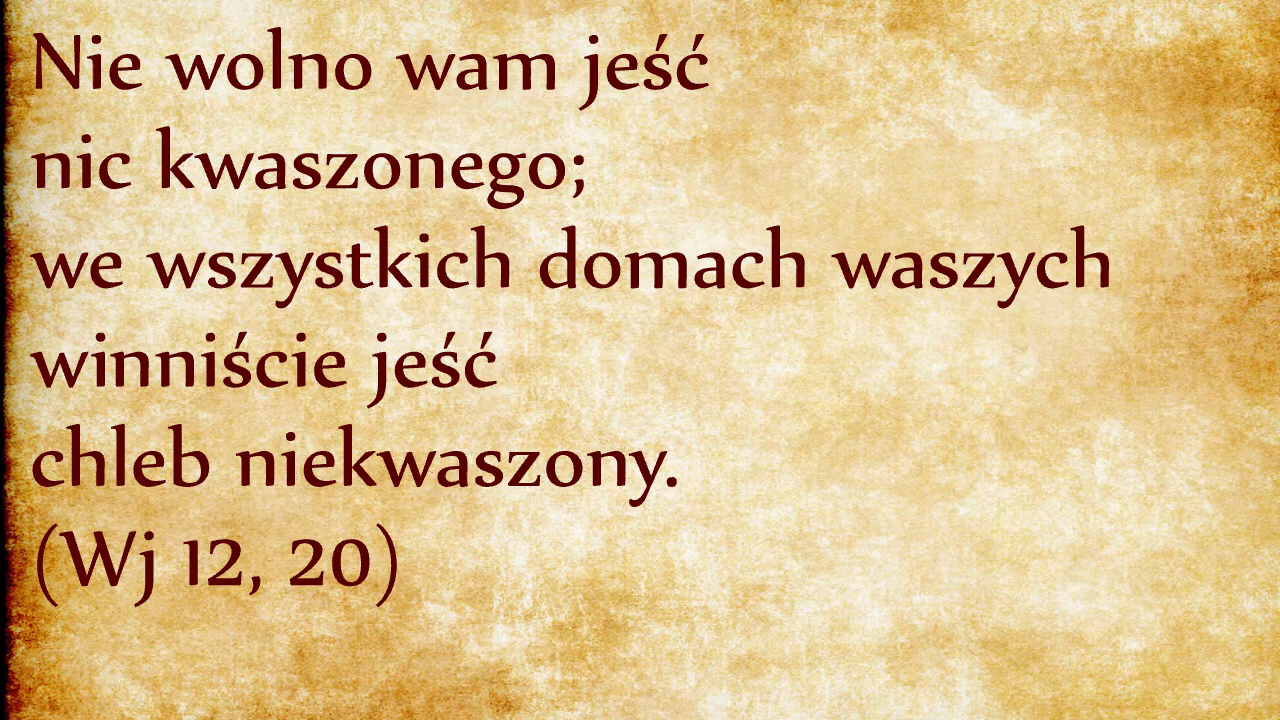 Nie wolno wam jeść
nic kwaszonego;
we wszystkich domach waszych
winniście jeść
chleb niekwaszony.
(Wj 12, 20)